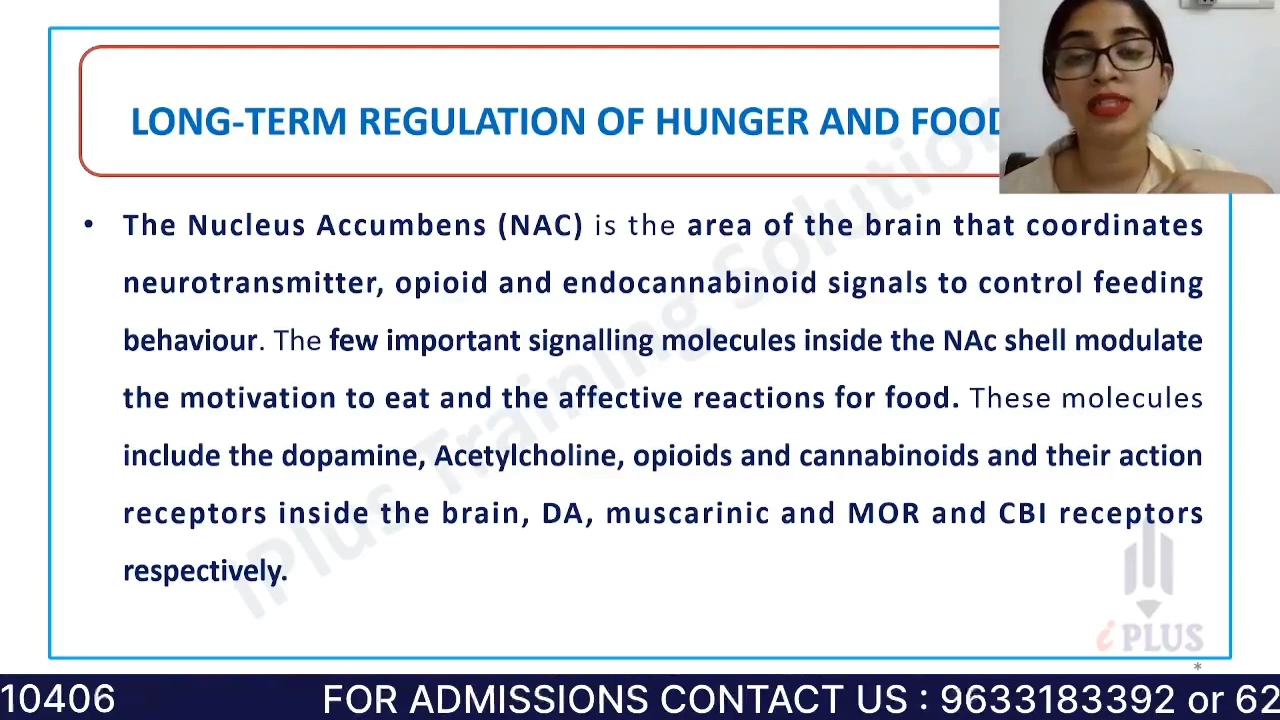 LONG-TERM REGULATION OF HUNGER AND FOOD
• The Nucleus Accumbens (NAC) is the area of the brain that coordinates
neurotransmitter, opioid and endocannabinoid signals to control feeding
behaviour. The few important signalling molecules inside the NAc shell modulate
the motivation to eat and the affective reactions for food. These molecules
include the dopamine, Acetylcholine, opioids and cannabinoids and their action
receptors inside the brain, DA, muscarinic and MOR and CBI receptors
respectively.
iPlus Training Solution
iPLUS
*
10406 FOR ADMISSIONS CONTACT US : 9633183392 or 62